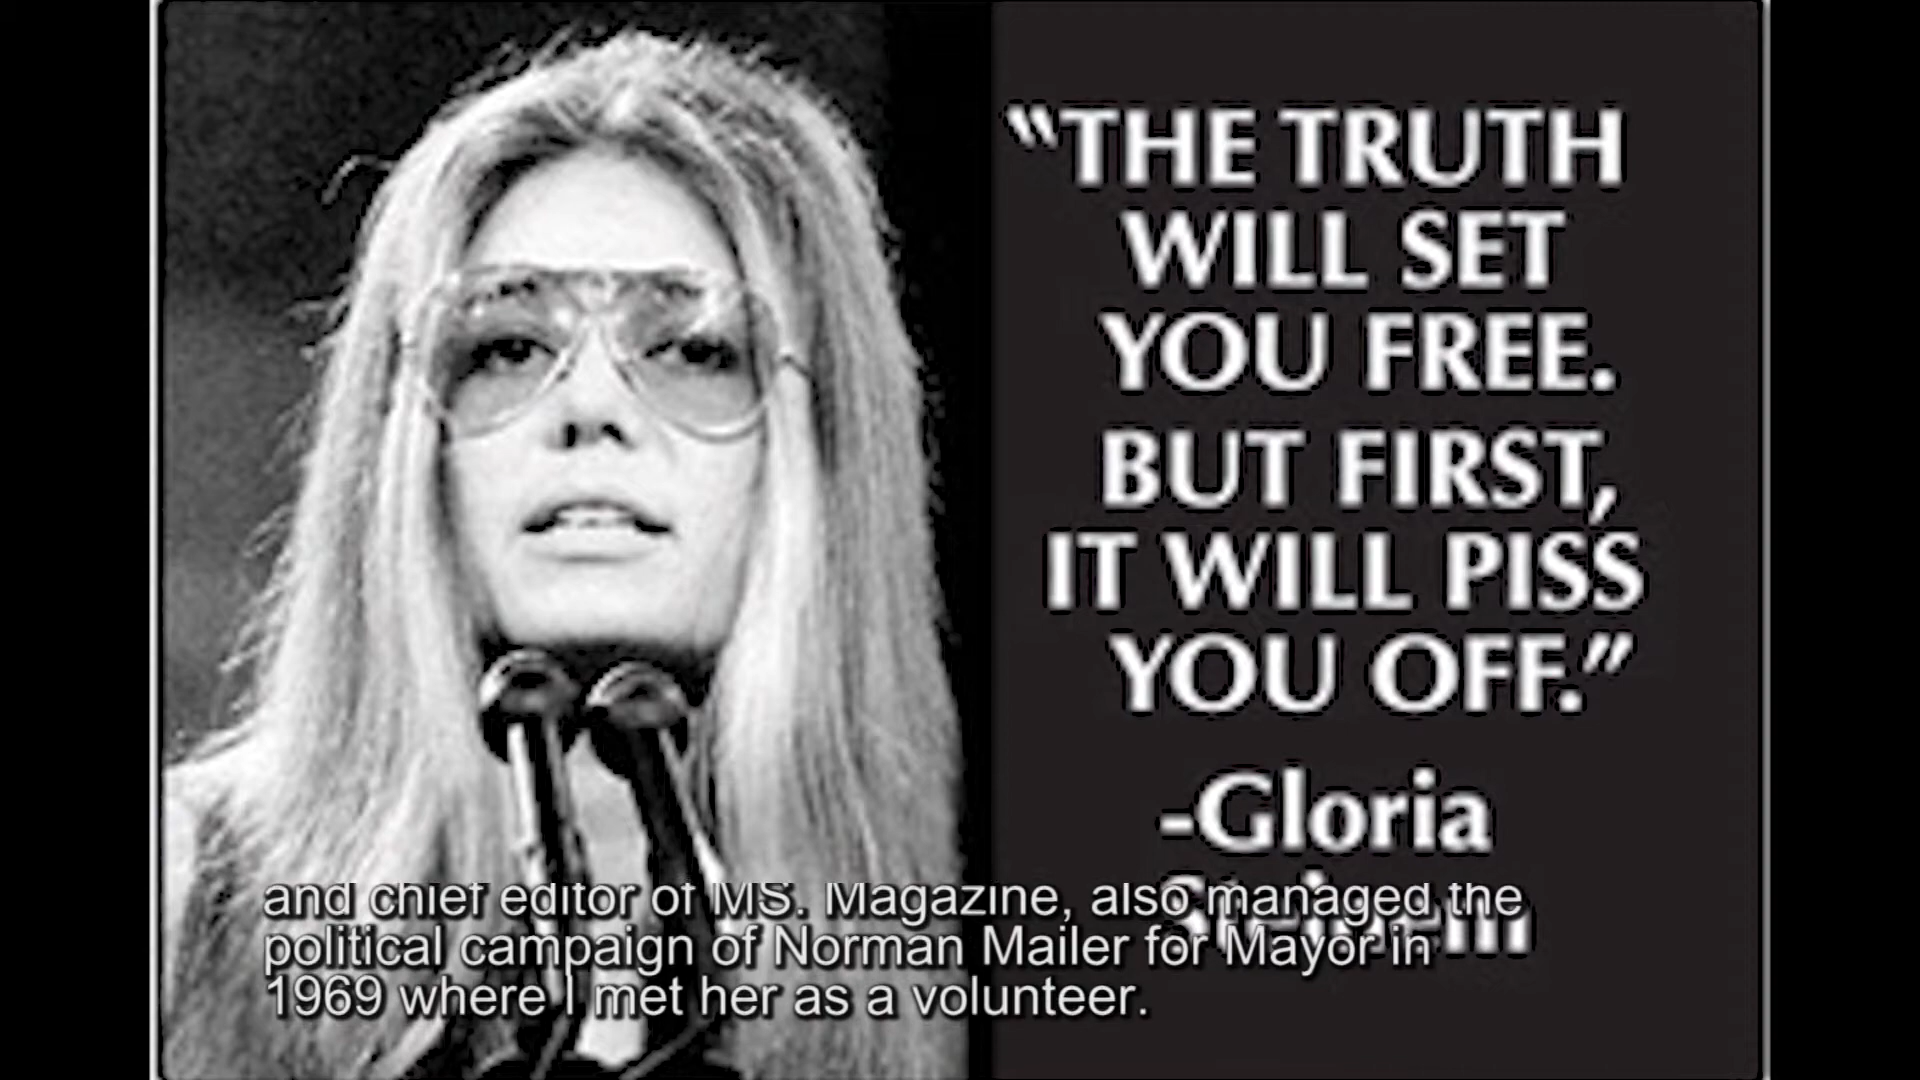 “THE TRUTH
WILL SET
YOU FREE.
BUT FIRST,
IT WILL PISS
YOU OFF.”
-Gloria
Steinem
and chief editor of MS. Magazine, also managed the
political campaign of Norman Mailer for Mayor in
1969 where I met her as a volunteer.